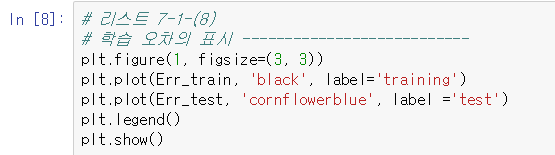 In [8]:
# 리스트 7-1-(8)
# 학습 오차의 표시 ---------------------------
plt.figure(1, figsize=(3, 3))
plt.plot(Err_train, 'black', label='training')
plt.plot(Err_test, 'cornflowerblue', label ='test')
plt.legend()
plt.show()